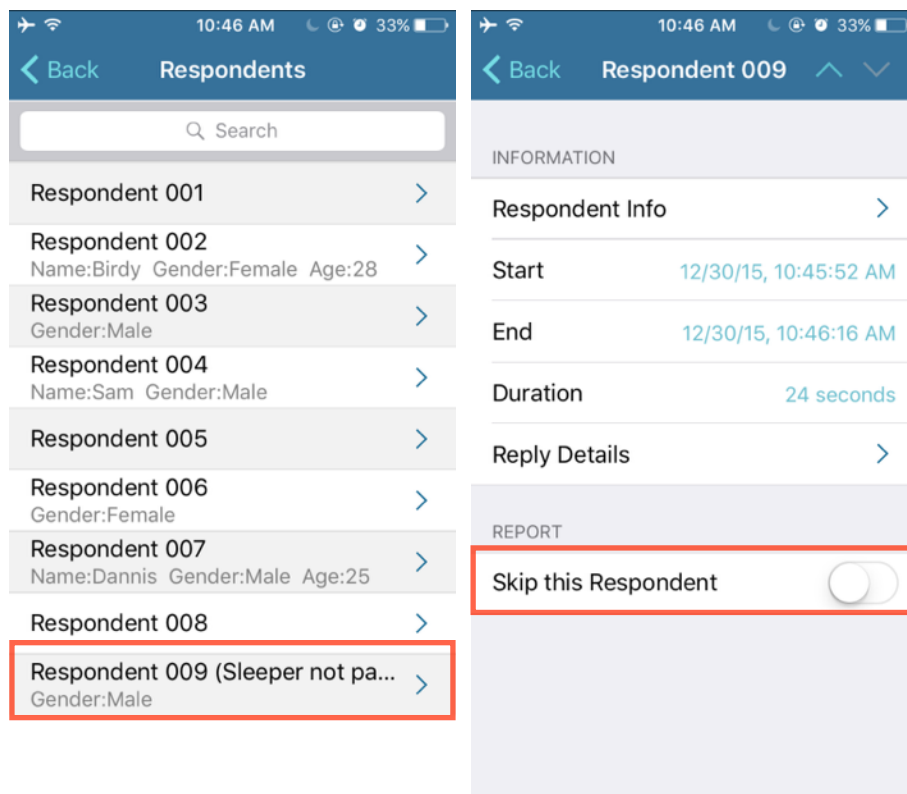 10:46 AM 33%
Back Respondents
Search
Respondent 001
Respondent 002
Name:Birdy Gender:Female Age:28
Respondent 003
Gender:Male
Respondent 004
Name:Sam Gender:Male
Respondent 005
Respondent 006
Gender:Female
Respondent 007
Name:Dannis Gender:Male Age:25
Respondent 008
Respondent 009 (Sleeper not pa...
Gender:Male
10:46 AM 33%
Back Respondent 009
INFORMATION
Respondent Info
Start 12/30/15, 10:45:52 AM
End 12/30/15, 10:46:16 AM
Duration 24 seconds
Reply Details
REPORT
Skip this Respondent